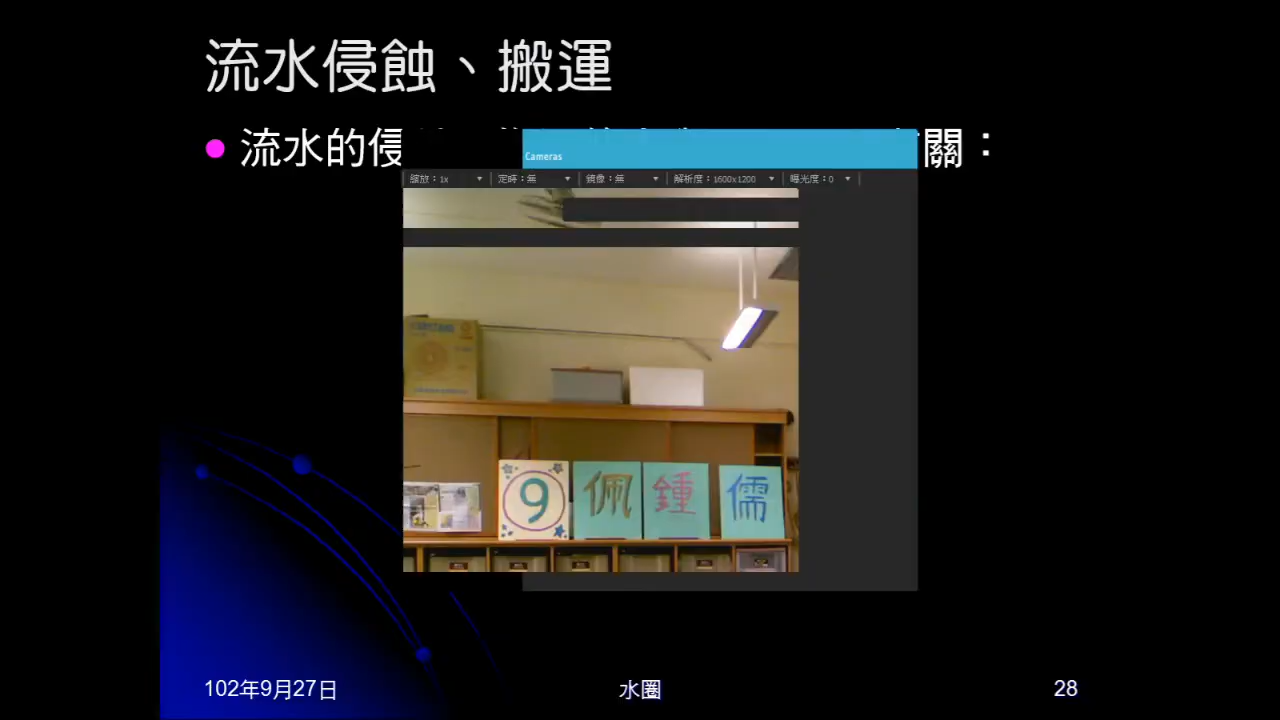 流水侵蝕、搬運
流水的侵 關：
Cameras
縮放：1x 定時：無 鏡像：無 解析度：1600x1200 曝光度：0
9 佩 鍾 儒
102年9月27日 水圈 28